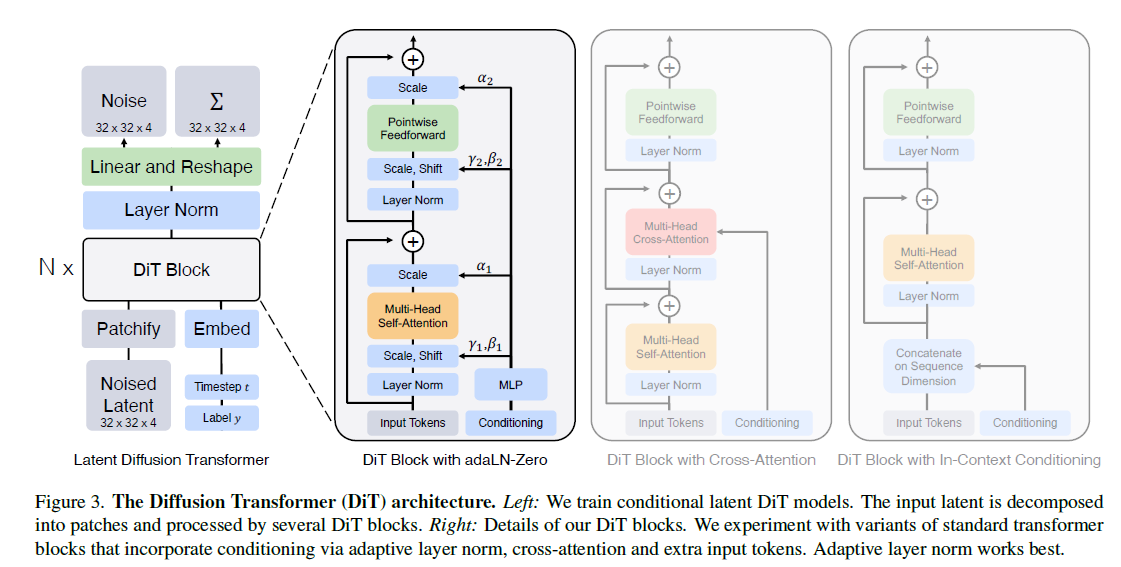 Noise
32 x 32 x 4
Σ
32 x 32 x 4
Linear and Reshape
Layer Norm
N x
DiT Block
Patchify
Embed
Noised
Latent
32 x 32 x 4
Timestep t
Label y
Latent Diffusion Transformer
+
Scale
α2
Pointwise
Feedforward
Scale, Shift
γ2,β2
Layer Norm
+
Scale
α1
Multi-Head
Self-Attention
Scale, Shift
γ1,β1
Layer Norm
MLP
Input Tokens
Conditioning
DiT Block with adaLN-Zero
+
Pointwise
Feedforward
Layer Norm
+
Multi-Head
Cross-Attention
Layer Norm
+
Multi-Head
Self-Attention
Layer Norm
Input Tokens
Conditioning
DiT Block with Cross-Attention
+
Pointwise
Feedforward
Layer Norm
+
Multi-Head
Self-Attention
Layer Norm
Concatenate
on Sequence
Dimension
Input Tokens
Conditioning
DiT Block with In-Context Conditioning
Figure 3. The Diffusion Transformer (DiT) architecture. Left: We train conditional latent DiT models. The input latent is decomposed
into patches and processed by several DiT blocks. Right: Details of our DiT blocks. We experiment with variants of standard transformer
blocks that incorporate conditioning via adaptive layer norm, cross-attention and extra input tokens. Adaptive layer norm works best.